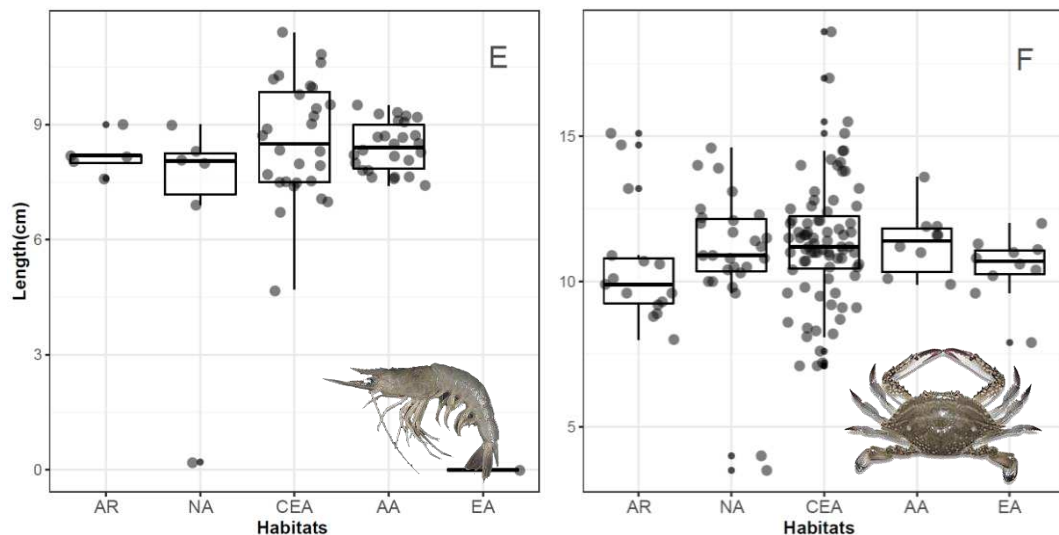 E
F
Length(cm)
9
6
3
0
15
10
5
AR NA CEA AA EA
Habitats
AR NA CEA AA EA
Habitats